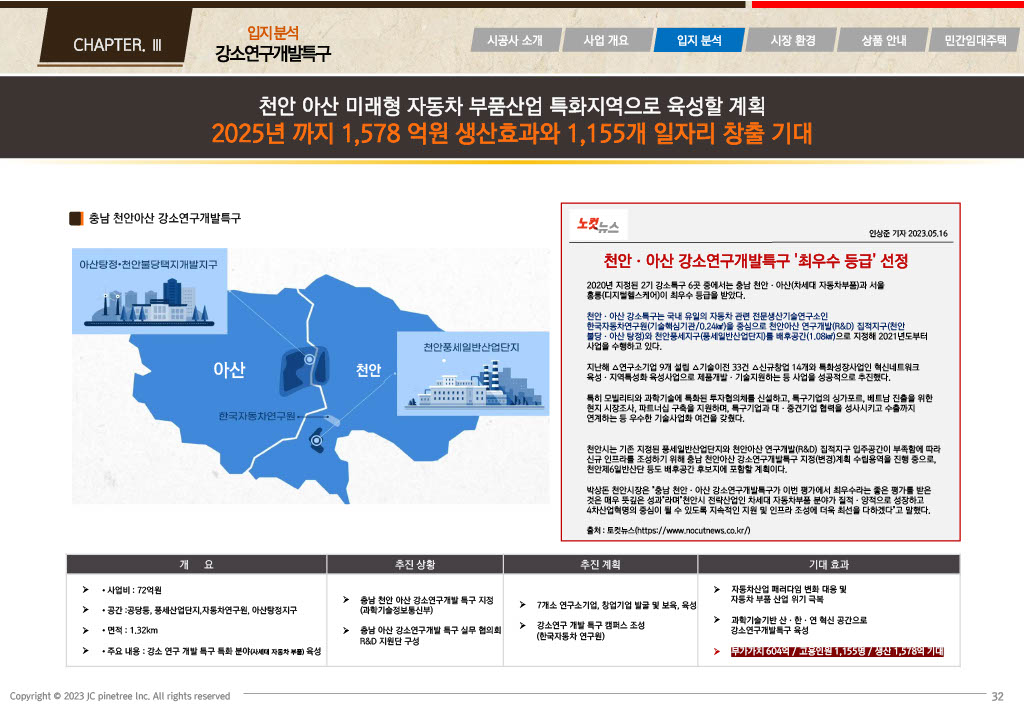 CHAPTER. Ⅲ
입지 분석
강소연구개발특구
시공사 소개
사업 개요
입지 분석
시장 환경
상품 안내
민간임대주택
천안 아산 미래형 자동차 부품산업 특화지역으로 육성할 계획
2025년 까지 1,578 억원 생산효과와 1,155개 일자리 창출 기대
충남 천안아산 강소연구개발특구
아산탕정·천안불당택지개발지구
아산
천안
천안풍세일반산업단지
한국자동차연구원
노컷뉴스
인상준 기자 2023.05.16
천안 · 아산 강소연구개발특구 '최우수 등급' 선정
2020년 지정된 2기 강소특구 6곳 중에서는 충남 천안 · 아산(차세대 자동차부품)과 서울
홍릉(디지털헬스케어)이 최우수 등급을 받았다.
천안 · 아산 강소특구는 국내 유일의 자동차 관련 전문생산기술연구소인
한국자동차연구원(기술핵심기관/0.24㎢)을 중심으로 천안아산 연구개발(R&D) 집적지구(천안
불당 · 아산 탕정)와 천안풍세지구(풍세일반산업단지)를 배후공간(1.08㎢)으로 지정해 2021년도부터
사업을 수행하고 있다.
지난해 △연구소기업 9개 설립 △기술이전 33건 △신규창업 14개와 특화성장사업인 혁신네트워크
육성 · 지역특성화 육성사업으로 제품개발 · 기술지원하는 등 사업을 성공적으로 추진했다.
특히 모빌리티와 과학기술에 특화된 투자협의체를 신설하고, 특구기업의 싱가포르, 베트남 진출을 위한
현지 시장조사, 파트너십 구축을 지원하며, 특구기업과 대 · 중견기업 협력을 성사시키고 수출까지
연계하는 등 우수한 기술사업화 여건을 갖췄다.
천안시는 기존 지정된 풍세일반산업단지와 천안아산 연구개발(R&D) 집적지구 입주공간이 부족함에 따라
신규 인프라를 조성하기 위해 충남 천안아산 강소연구개발특구 지정(변경)계획 수립용역을 진행 중으로,
천안제6일반산단 등도 배후공간 후보지에 포함할 계획이다.
박상돈 천안시장은 "충남 천안 · 아산 강소연구개발특구가 이번 평가에서 최우수라는 좋은 평가를 받은
것은 매우 뜻깊은 성과"라며"천안시 전략산업인 차세대 자동차부품 분야가 질적 · 양적으로 성장하고
4차산업혁명의 중심이 될 수 있도록 지속적인 지원 및 인프라 조성에 더욱 최선을 다하겠다"고 말했다.
출처 : 토컷뉴스(https://www.nocutnews.co.kr/)
개 요
추진 상황
추진 계획
기대 효과
➢ • 사업비 : 72억원
➢ • 공간 :공당동, 풍세산업단지,자동차연구원, 아산탕정지구
➢ • 면적 : 1.32km
➢ • 주요 내용 : 강소 연구 개발 특구 특화 분야(사세대 자동차 부품) 육성
➢ 충남 천안 아산 강소연구개발 특구 지정
(과학기술정보통신부)
➢ 충남 아산 강소연구개발 특구 실무 협의회
R&D 지원단 구성
➢ 7개소 연구소기업, 창업기업 발굴 및 보육, 육성
➢ 강소연구 개발 특구 캠퍼스 조성
(한국자동차 연구원)
➢ 자동차산업 패러다임 변화 대응 및
자동차 부품 산업 위기 극복
➢ 과학기술기반 산 · 한 · 연 혁신 공간으로
강소연구개발특구 육성
➢ 부가가치 604억 / 고용인원 1,155명 / 생산 1,578억 기대
Copyright © 2023 JC pinetree Inc. All rights reserved
32